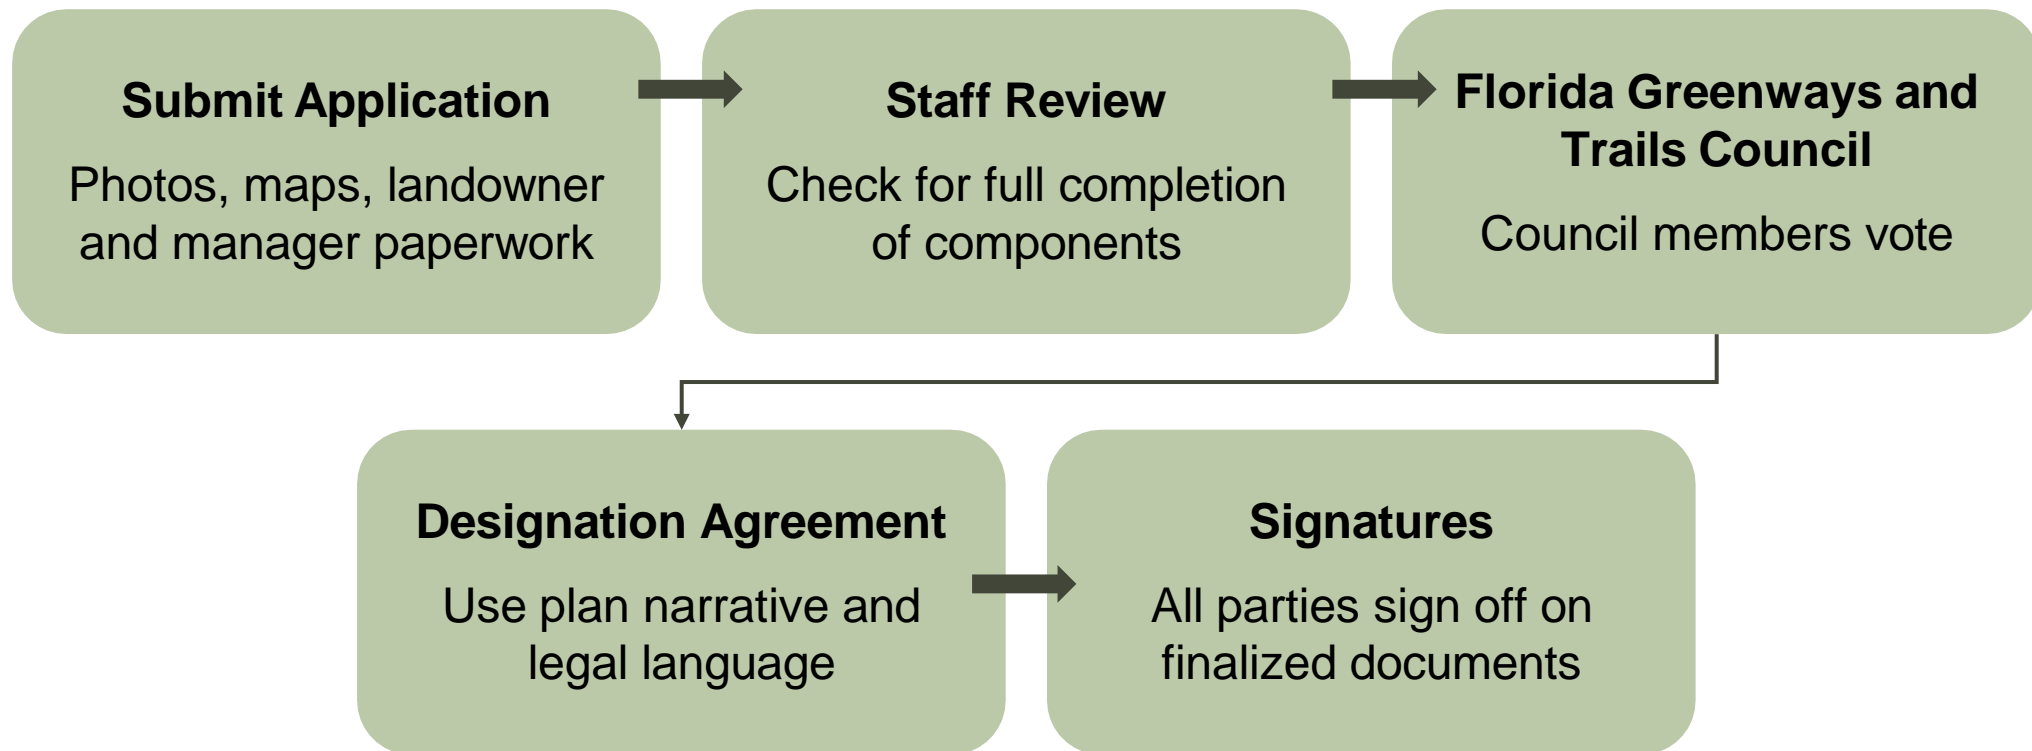 Submit Application
Photos, maps, landowner
and manager paperwork
Staff Review
Check for full completion
of components
Florida Greenways and
Trails Council
Council members vote
Designation Agreement
Use plan narrative and
legal language
Signatures
All parties sign off on
finalized documents